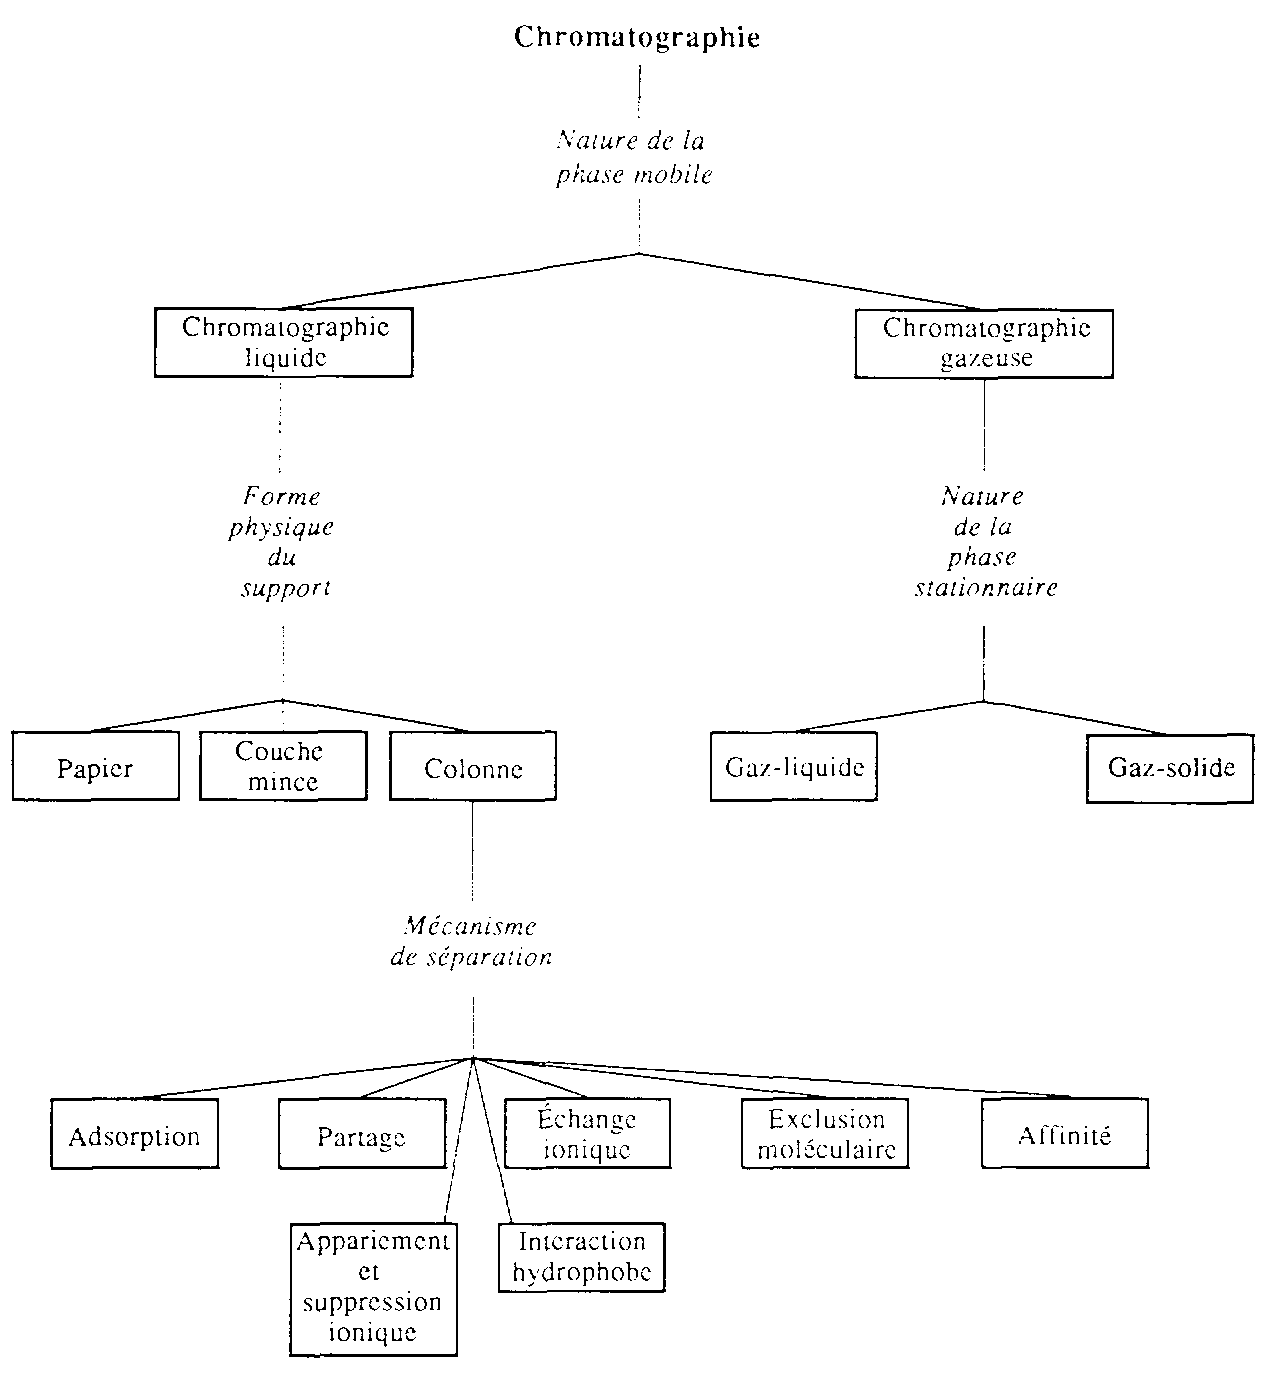 Chromatographie
Nature de la
phase mobile
Chromatographie
liquide
Chromatographie
gazeuse
Forme
physique
du
support
Nature
de la
phase
stationnaire
Papier
Couche
mince
Colonne
Gaz-liquide
Gaz-solide
Mécanisme
de séparation
Adsorption
Partage
Échange
ionique
Exclusion
moléculaire
Affinité
Appariement
et
suppression
ionique
Interaction
hydrophobe